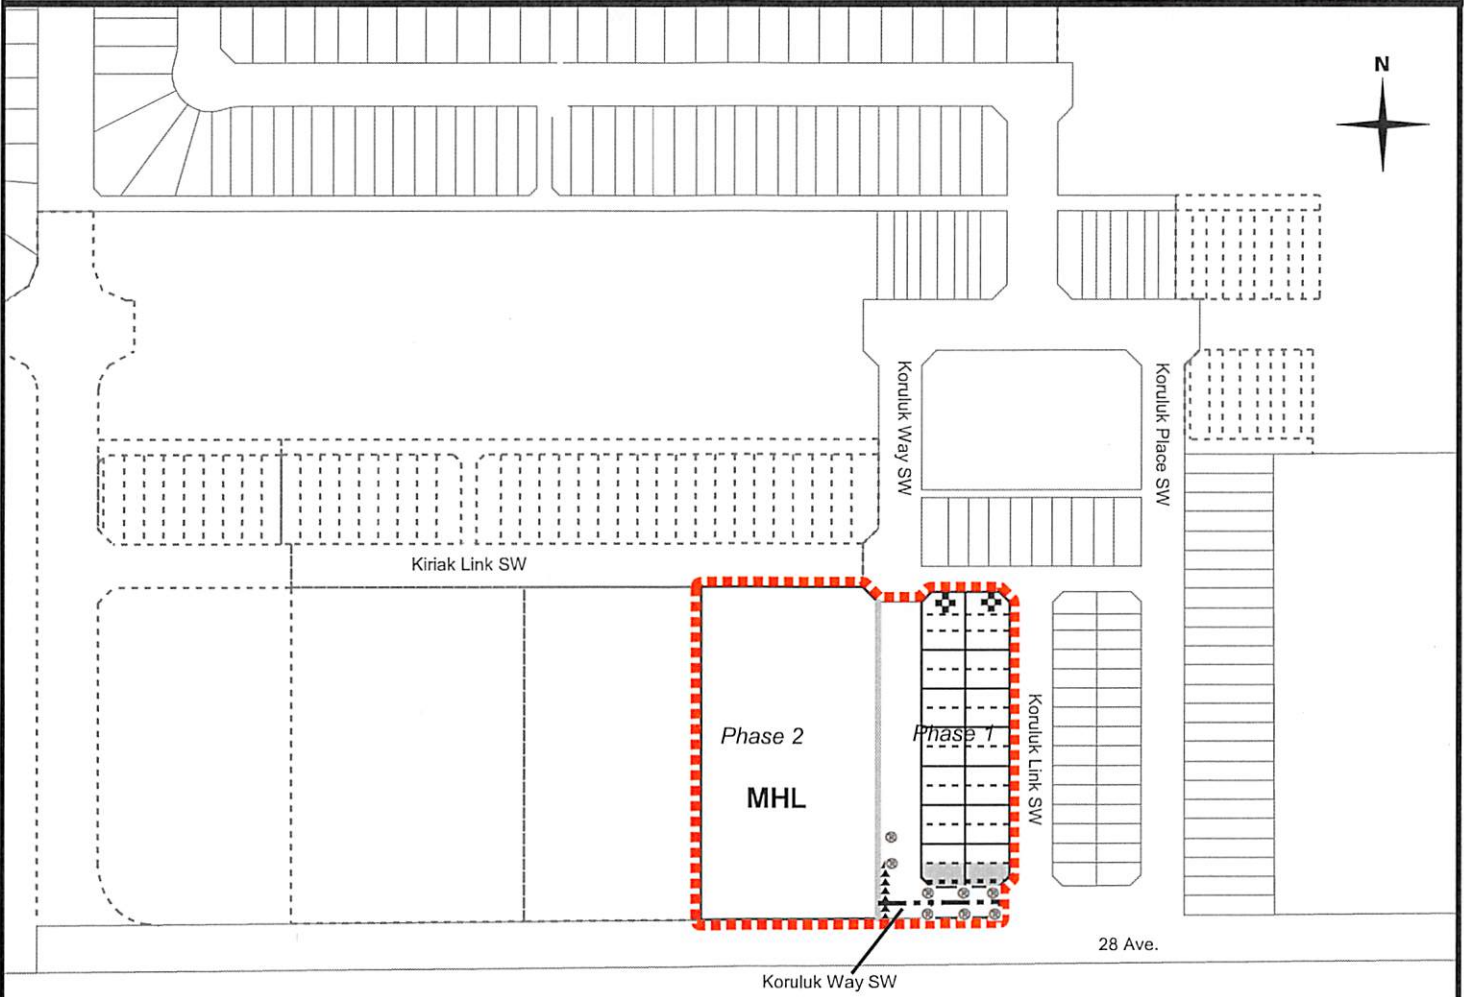 N
Koruluk Way SW
Koruluk Place SW
Kiriak Link SW
Koruluk Link SW
Phase 2
Phase 1
MHL
28 Ave.
Koruluk Way SW